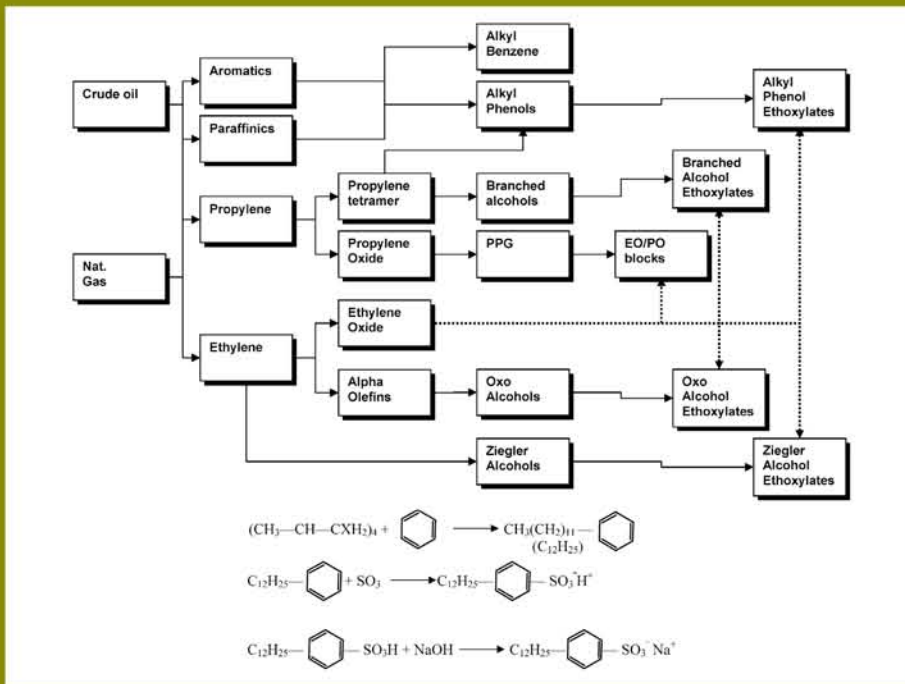 Crude oil
Nat.
Gas
Aromatics
Paraffinics
Propylene
Ethylene
Propylene
tetramer
Propylene
Oxide
Ethylene
Oxide
Alpha
Olefins
Alkyl
Benzene
Alkyl
Phenols
Branched
alcohols
PPG
Oxo
Alcohols
Ziegler
Alcohols
EO/PO
blocks
Branched
Alcohol
Ethoxylates
Oxo
Alcohol
Ethoxylates
Alkyl
Phenol
Ethoxylates
Ziegler
Alcohol
Ethoxylates
(CH₃—CH—CXH₂)₄ + → CH₃(CH₂)₁₁—
(C₁₂H₂₅)
C₁₂H₂₅— + SO₃ → C₁₂H₂₅— —SO₃⁻H⁺
C₁₂H₂₅— —SO₃H + NaOH → C₁₂H₂₅— —SO₃⁻ Na⁺